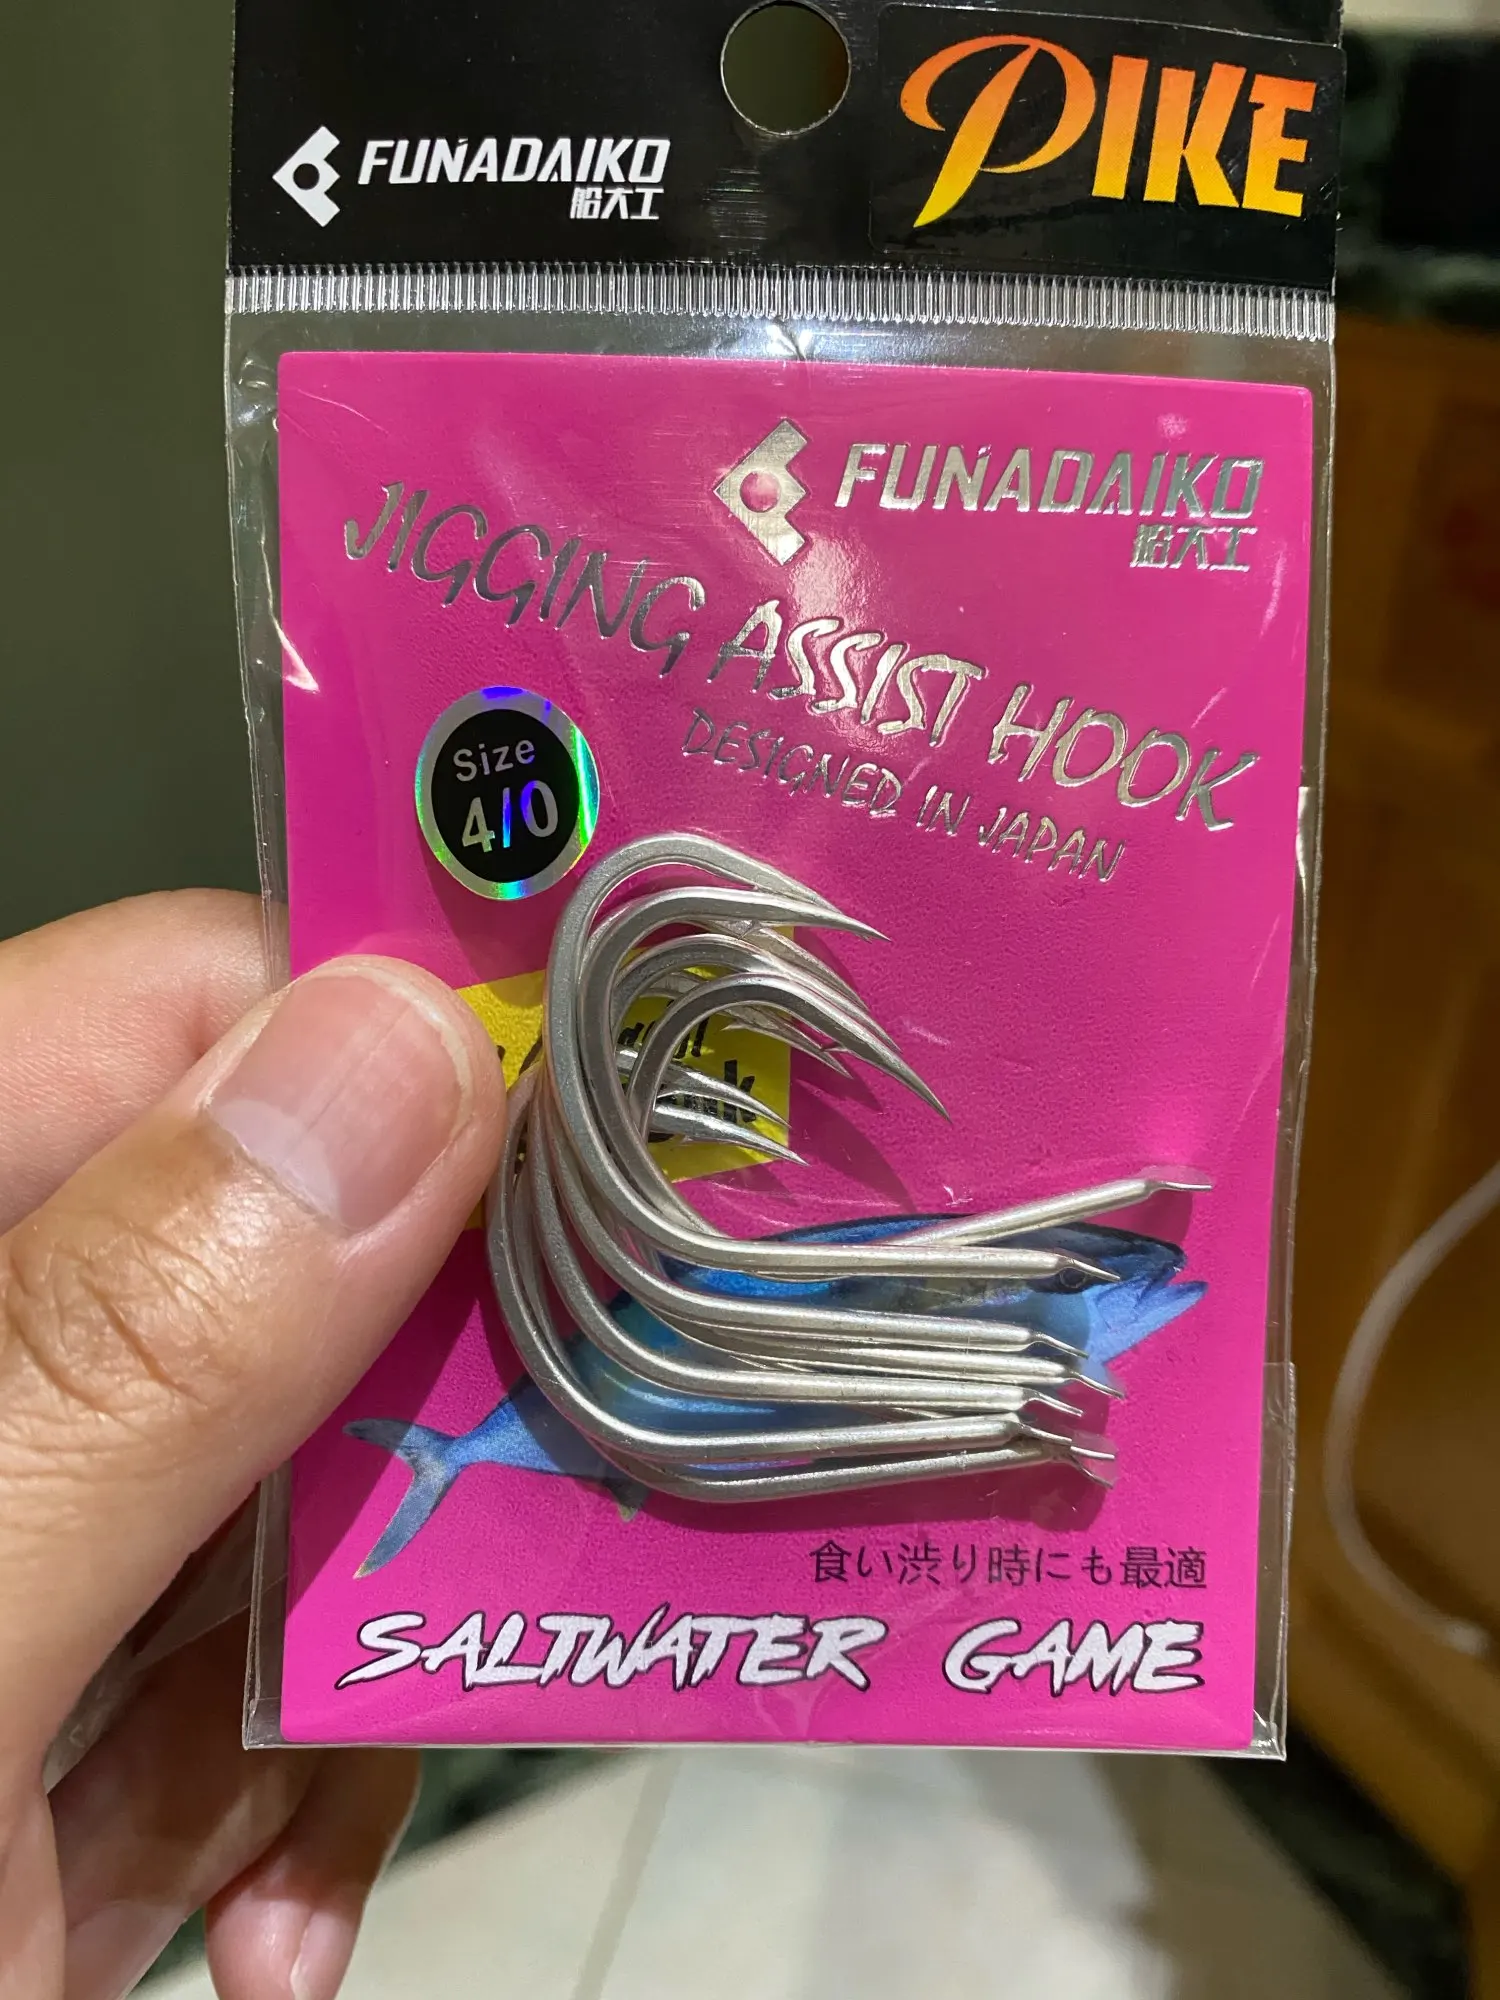 FUNADAIKO
船大工
PIKE
FUNADAIKO
船大工
JIGGING ASSIST HOOK
DESIGNED IN JAPAN
Size
4/0
食い渋り時にも最適
SALTWATER GAME